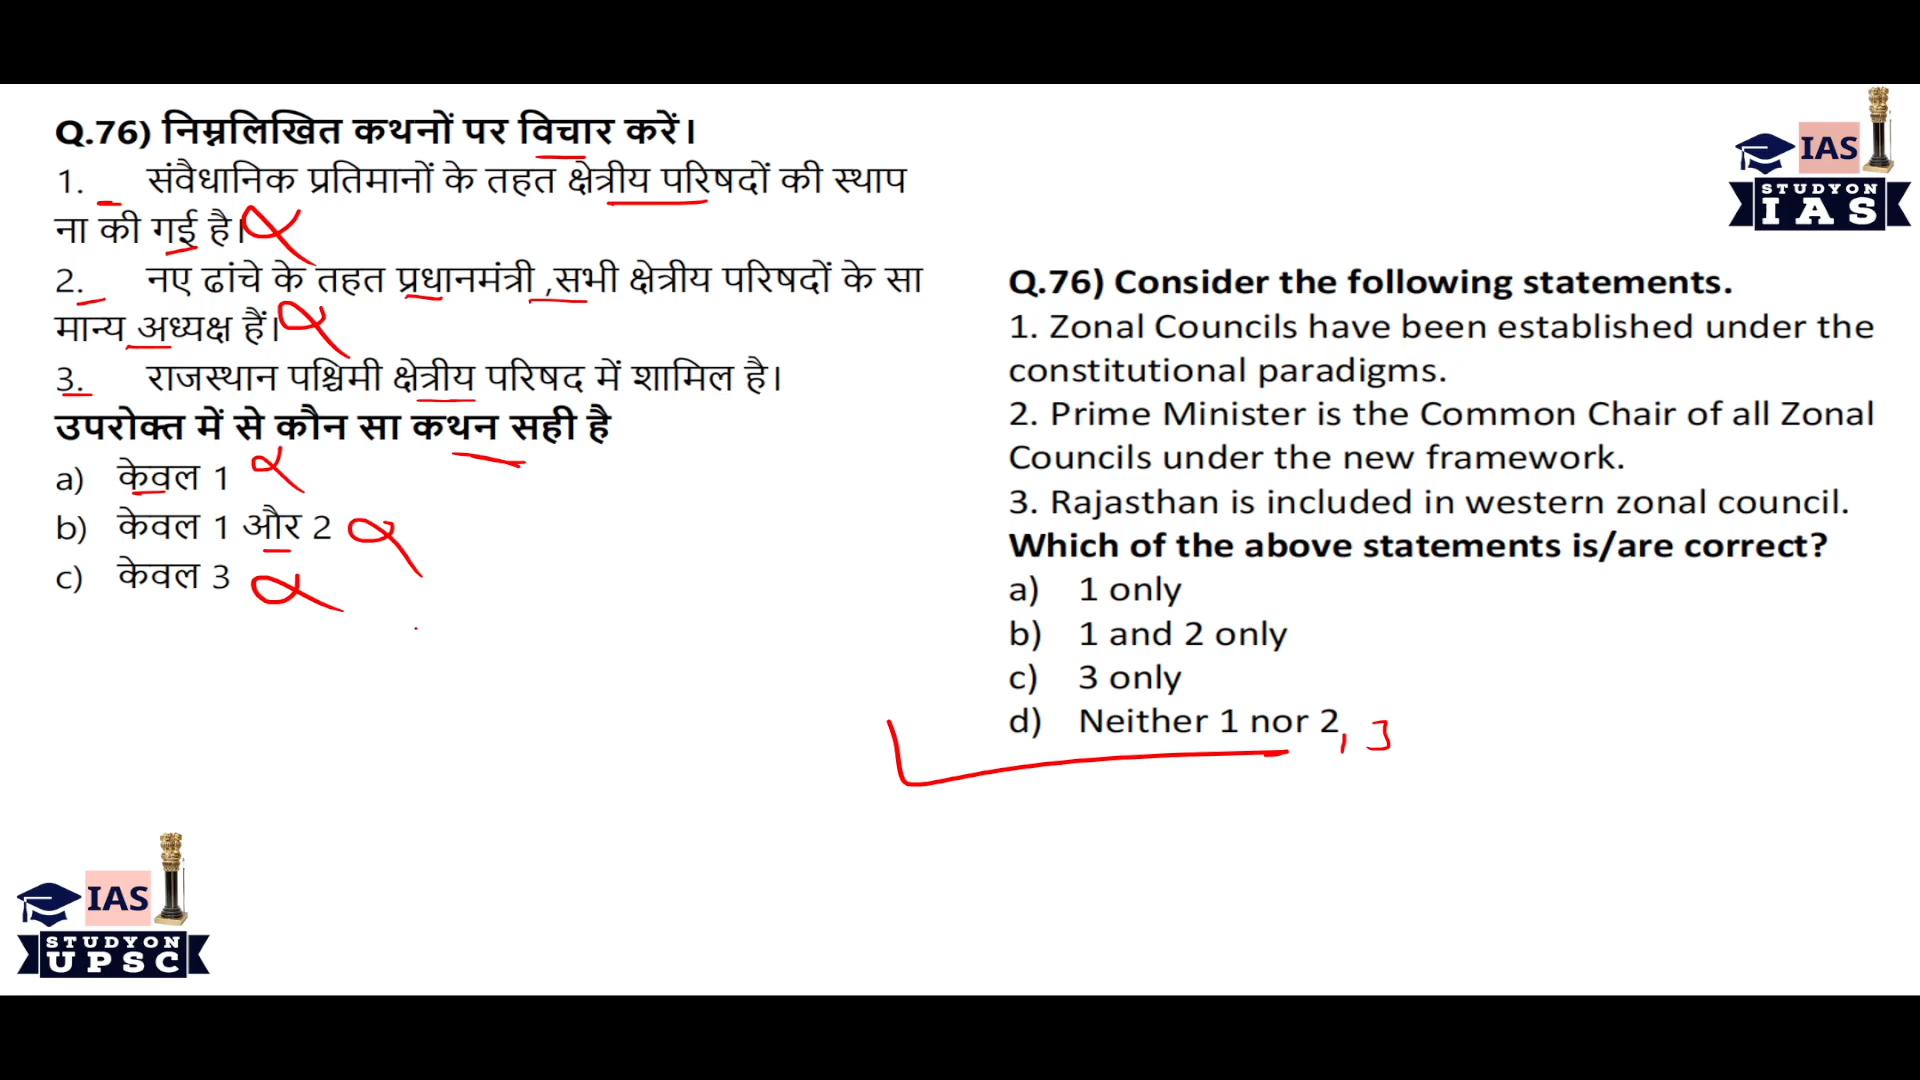 Q.76) निम्नलिखित कथनों पर विचार करें।
1. संवैधानिक प्रतिमानों के तहत क्षेत्रीय परिषदों की स्थाप
ना की गई है।
2. नए ढांचे के तहत प्रधानमंत्री ,सभी क्षेत्रीय परिषदों के सा
मान्य अध्यक्ष हैं।
3. राजस्थान पश्चिमी क्षेत्रीय परिषद में शामिल है।
उपरोक्त में से कौन सा कथन सही है
a) केवल 1
b) केवल 1 और 2
c) केवल 3
IAS
STUDYON
IAS
Q.76) Consider the following statements.
1. Zonal Councils have been established under the
constitutional paradigms.
2. Prime Minister is the Common Chair of all Zonal
Councils under the new framework.
3. Rajasthan is included in western zonal council.
Which of the above statements is/are correct?
a) 1 only
b) 1 and 2 only
c) 3 only
d) Neither 1 nor 2, 3
IAS
STUDYON
UPSC